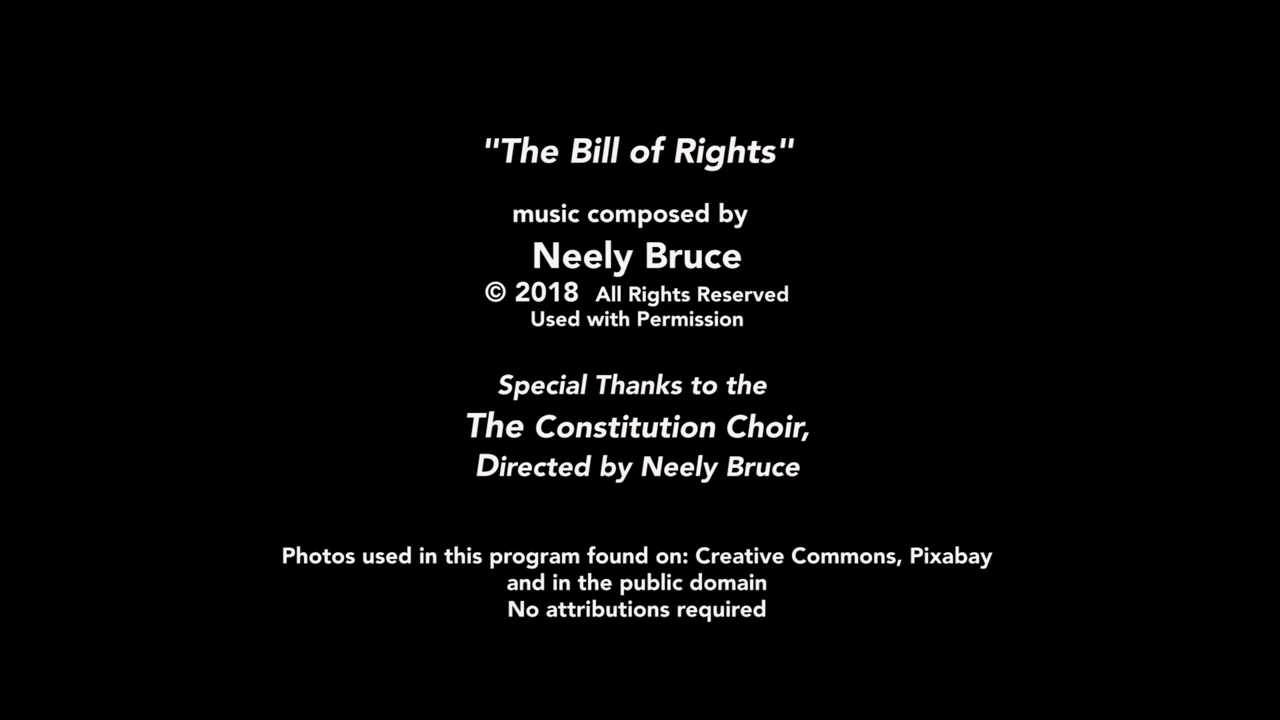 "The Bill of Rights"
music composed by
Neely Bruce
© 2018 All Rights Reserved
Used with Permission
Special Thanks to the
The Constitution Choir,
Directed by Neely Bruce
Photos used in this program found on: Creative Commons, Pixabay
and in the public domain
No attributions required